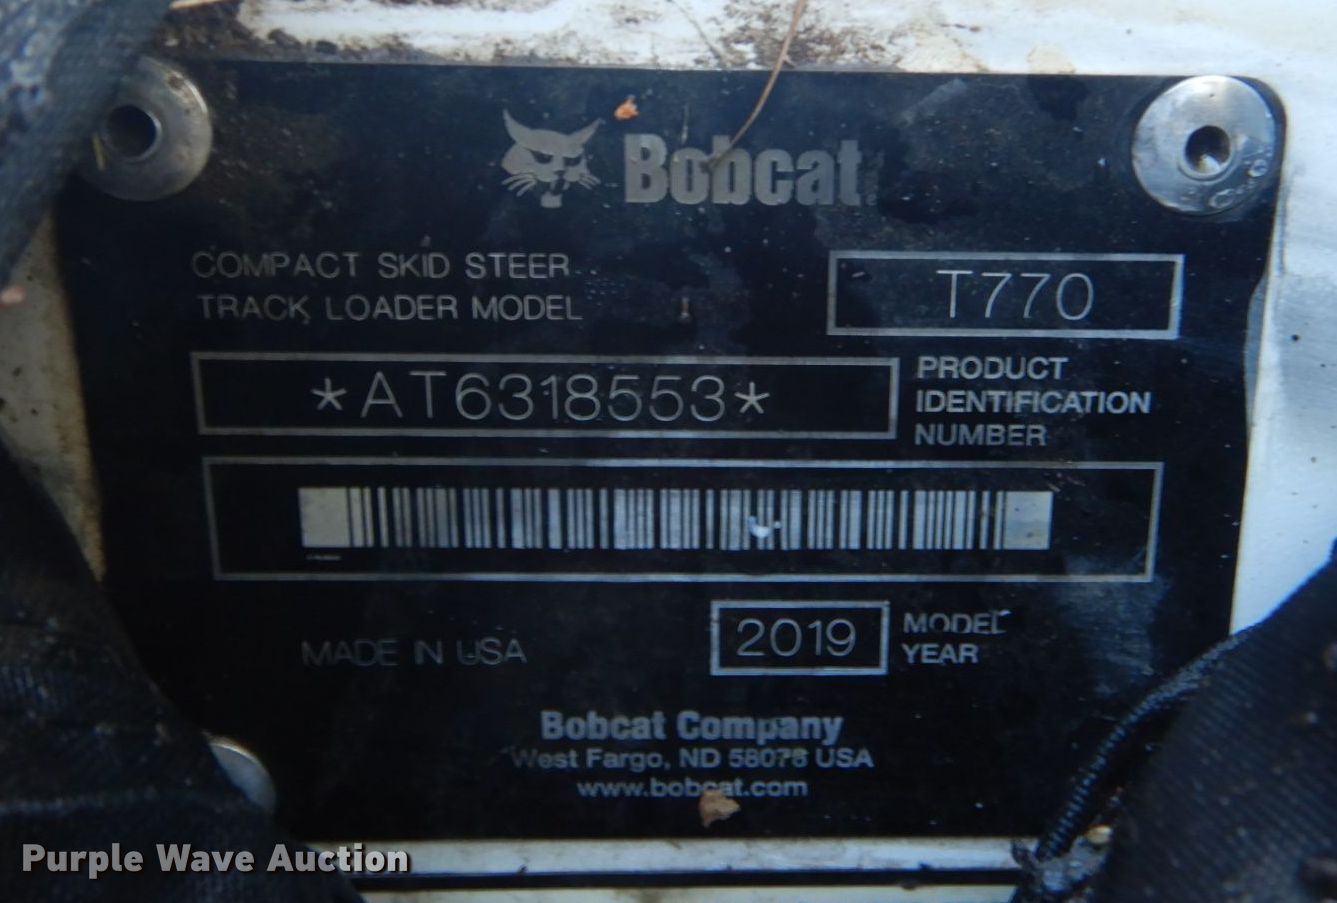 Bobcat
COMPACT SKID STEER
TRACK LOADER MODEL
T770
*AT6318553*
PRODUCT
IDENTIFICATION
NUMBER
MADE IN USA
2019
MODEL
YEAR
Bobcat Company
West Fargo, ND 58078 USA
www.bobcat.com
Purple Wave Auction